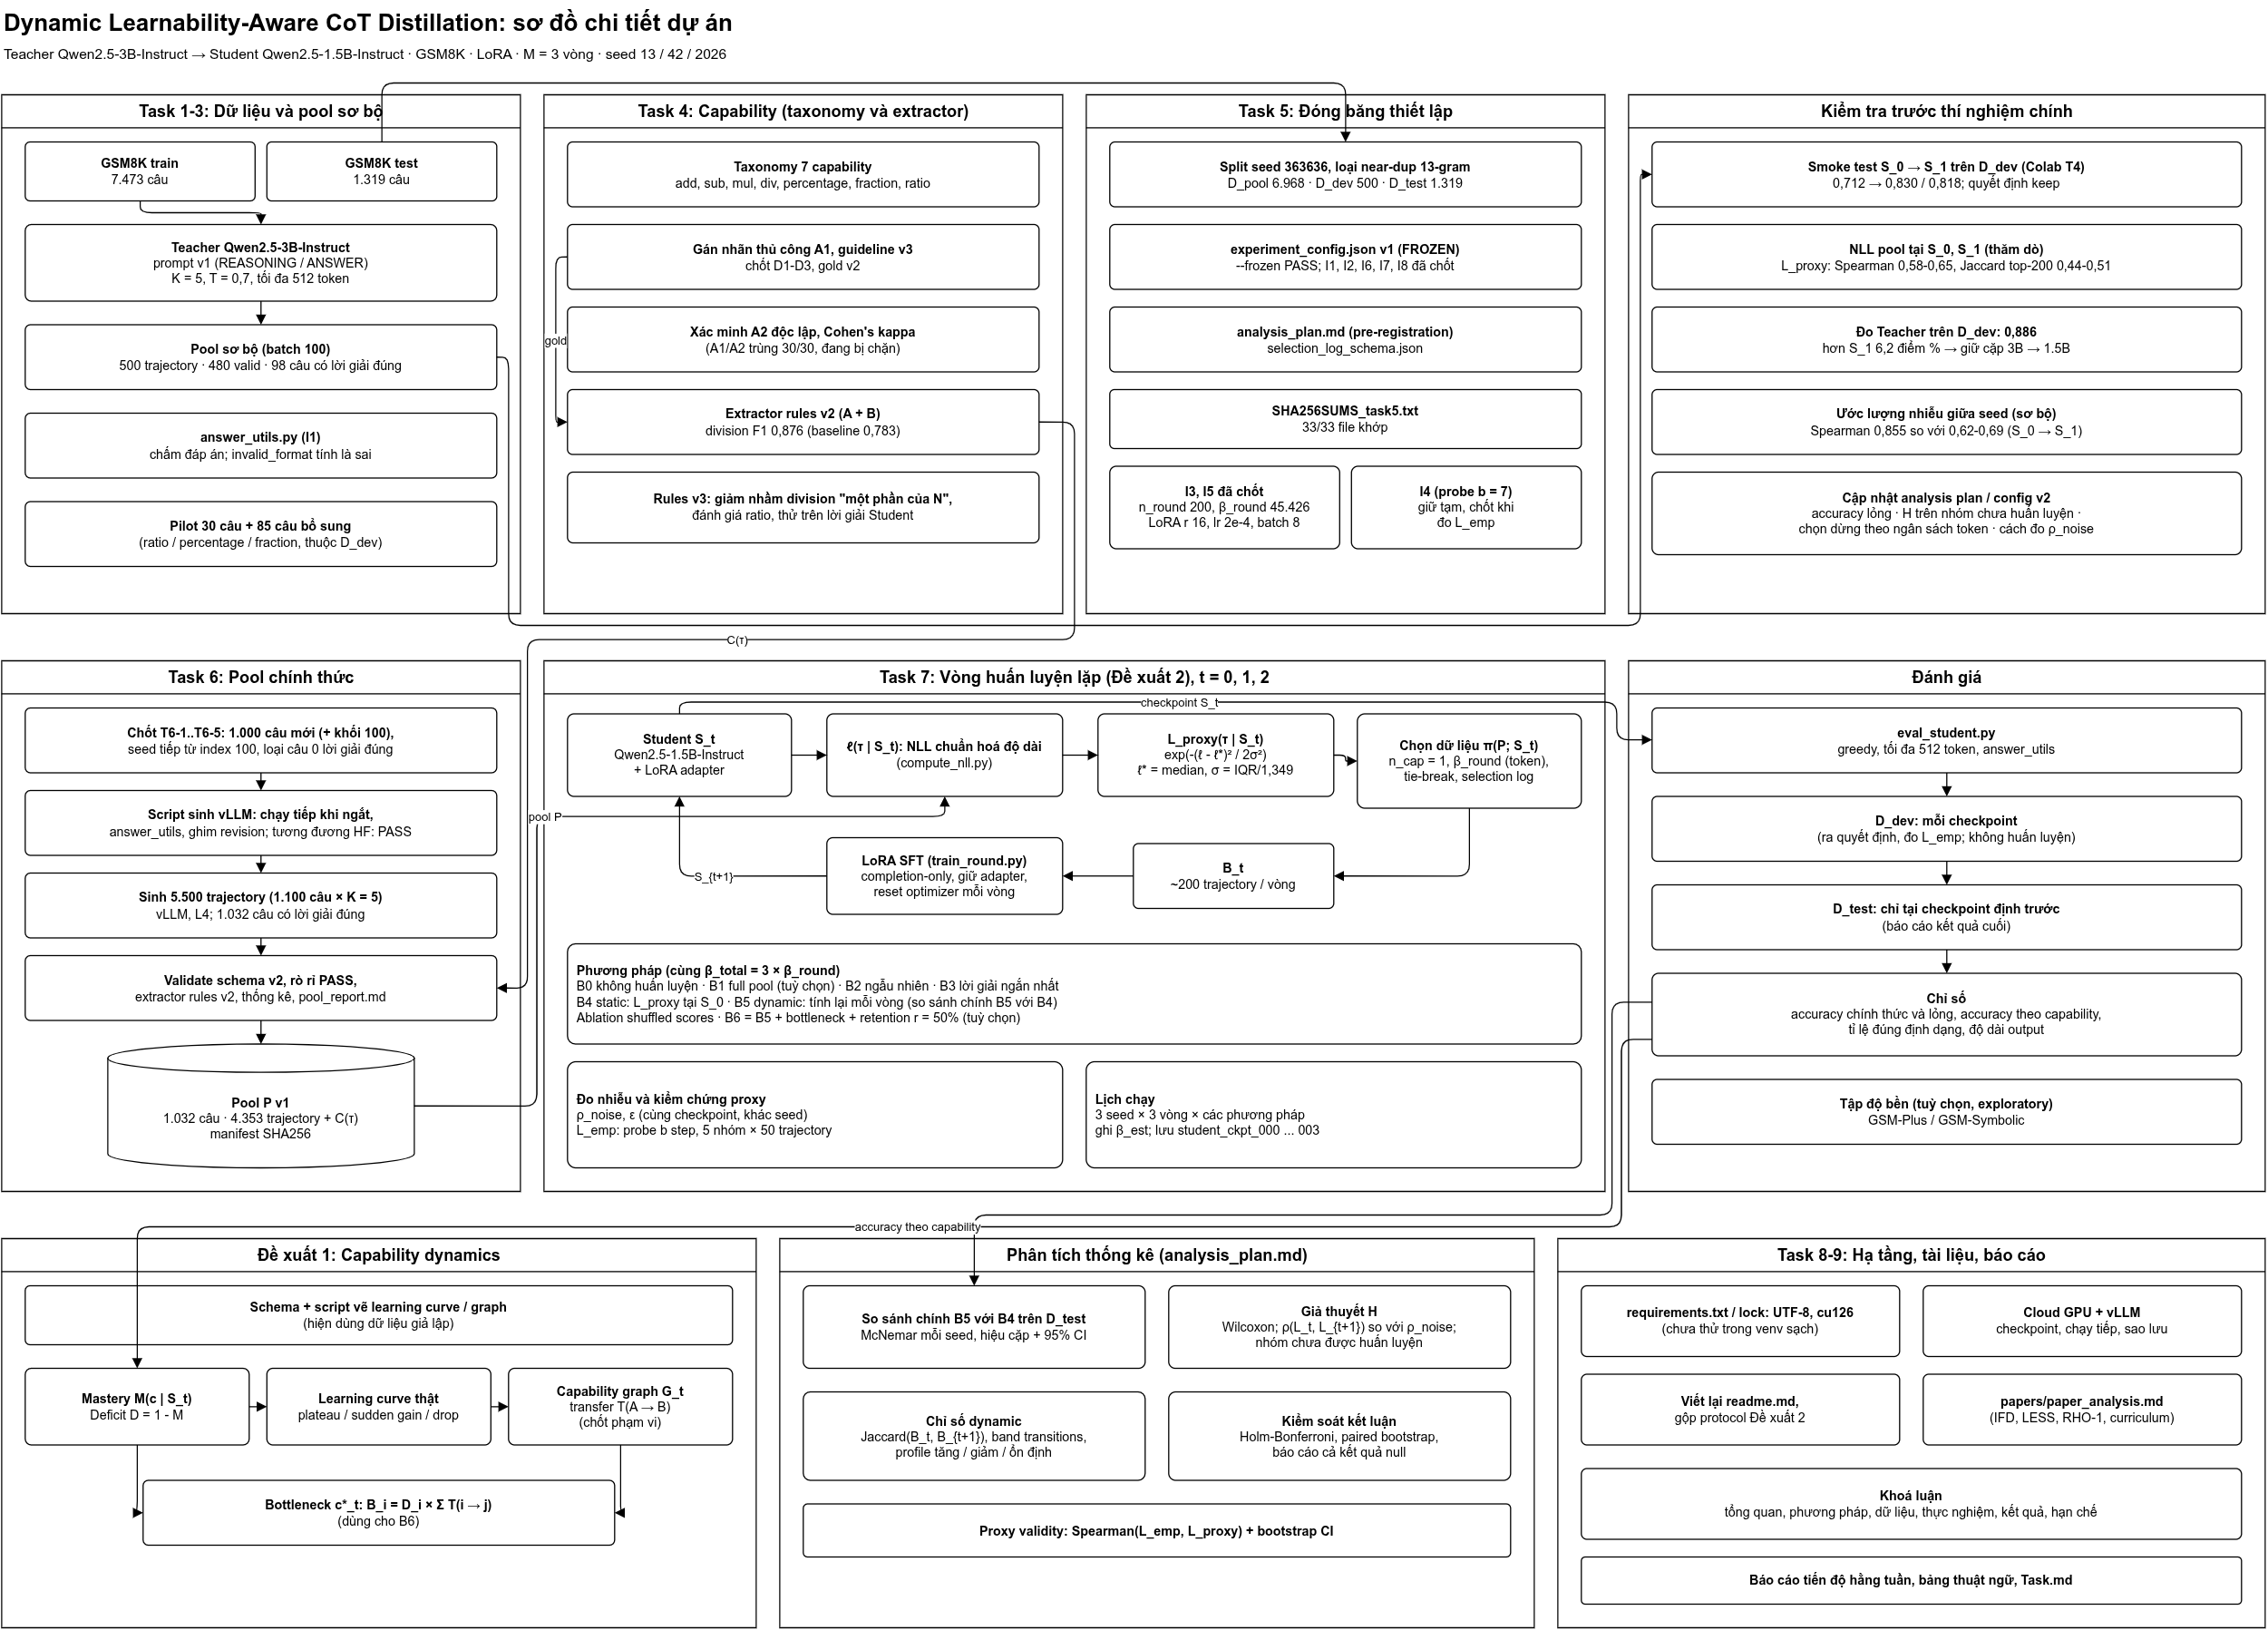 Dynamic Learnability-Aware CoT Distillation: sơ đồ chi tiết dự án
Teacher Qwen2.5-3B-Instruct → Student Qwen2.5-1.5B-Instruct · GSM8K · LoRA · M = 3 vòng · seed 13 / 42 / 2026
Task 1-3: Dữ liệu và pool sơ bộ
GSM8K train
7.473 câu
GSM8K test
1.319 câu
Teacher Qwen2.5-3B-Instruct
prompt v1 (REASONING / ANSWER)
K = 5, T = 0,7, tối đa 512 token
Pool sơ bộ (batch 100)
500 trajectory · 480 valid · 98 câu có lời giải đúng
answer_utils.py (I1)
chấm đáp án; invalid_format tính là sai
Pilot 30 câu + 85 câu bổ sung
(ratio / percentage / fraction, thuộc D_dev)
Task 4: Capability (taxonomy và extractor)
Taxonomy 7 capability
add, sub, mul, div, percentage, fraction, ratio
Gán nhãn thủ công A1, guideline v3
chốt D1-D3, gold v2
gold
Xác minh A2 độc lập, Cohen's kappa
(A1/A2 trùng 30/30, đang bị chặn)
Extractor rules v2 (A + B)
division F1 0,876 (baseline 0,783)
Rules v3: giảm nhầm division "một phần của N",
đánh giá ratio, thử trên lời giải Student
Task 5: Đóng băng thiết lập
Split seed 363636, loại near-dup 13-gram
D_pool 6.968 · D_dev 500 · D_test 1.319
experiment_config.json v1 (FROZEN)
--frozen PASS; I1, I2, I6, I7, I8 đã chốt
analysis_plan.md (pre-registration)
selection_log_schema.json
SHA256SUMS_task5.txt
33/33 file khớp
I3, I5 đã chốt
n_round 200, β_round 45.426
LoRA r 16, lr 2e-4, batch 8
I4 (probe b = 7)
giữ tạm, chốt khi
đo L_emp
Kiểm tra trước thí nghiệm chính
Smoke test S_0 → S_1 trên D_dev (Colab T4)
0,712 → 0,830 / 0,818; quyết định keep
NLL pool tại S_0, S_1 (thăm dò)
L_proxy: Spearman 0,58-0,65, Jaccard top-200 0,44-0,51
Đo Teacher trên D_dev: 0,886
hơn S_1 6,2 điểm % → giữ cặp 3B → 1.5B
Ước lượng nhiễu giữa seed (sơ bộ)
Spearman 0,855 so với 0,62-0,69 (S_0 → S_1)
Cập nhật analysis plan / config v2
accuracy lỏng · H trên nhóm chưa huấn luyện ·
chọn dừng theo ngân sách token · cách đo ρ_noise
C(τ)
Task 6: Pool chính thức
Chốt T6-1..T6-5: 1.000 câu mới (+ khối 100),
seed tiếp từ index 100, loại câu 0 lời giải đúng
Script sinh vLLM: chạy tiếp khi ngắt,
answer_utils, ghim revision; tương đương HF: PASS
Sinh 5.500 trajectory (1.100 câu × K = 5)
vLLM, L4; 1.032 câu có lời giải đúng
Validate schema v2, rò rỉ PASS,
extractor rules v2, thống kê, pool_report.md
Pool P v1
1.032 câu · 4.353 trajectory + C(τ)
manifest SHA256
Task 7: Vòng huấn luyện lặp (Đề xuất 2), t = 0, 1, 2
checkpoint S_t
Student S_t
Qwen2.5-1.5B-Instruct
+ LoRA adapter
ℓ(τ | S_t): NLL chuẩn hoá độ dài
(compute_nll.py)
L_proxy(τ | S_t)
exp(-(ℓ - ℓ*)² / 2σ²)
ℓ* = median, σ = IQR/1,349
Chọn dữ liệu π(P; S_t)
n_cap = 1, β_round (token),
tie-break, selection log
pool P
LoRA SFT (train_round.py)
completion-only, giữ adapter,
reset optimizer mỗi vòng
B_t
~200 trajectory / vòng
S_{t+1}
Phương pháp (cùng β_total = 3 × β_round)
B0 không huấn luyện · B1 full pool (tuỳ chọn) · B2 ngẫu nhiên · B3 lời giải ngắn nhất
B4 static: L_proxy tại S_0 · B5 dynamic: tính lại mỗi vòng (so sánh chính B5 với B4)
Ablation shuffled scores · B6 = B5 + bottleneck + retention r = 50% (tuỳ chọn)
Đo nhiễu và kiểm chứng proxy
ρ_noise, ε (cùng checkpoint, khác seed)
L_emp: probe b step, 5 nhóm × 50 trajectory
Lịch chạy
3 seed × 3 vòng × các phương pháp
ghi β_est; lưu student_ckpt_000 ... 003
Đánh giá
eval_student.py
greedy, tối đa 512 token, answer_utils
D_dev: mỗi checkpoint
(ra quyết định, đo L_emp; không huấn luyện)
D_test: chỉ tại checkpoint định trước
(báo cáo kết quả cuối)
Chỉ số
accuracy chính thức và lỏng, accuracy theo capability,
tỉ lệ đúng định dạng, độ dài output
Tập độ bền (tuỳ chọn, exploratory)
GSM-Plus / GSM-Symbolic
accuracy theo capability
Đề xuất 1: Capability dynamics
Schema + script vẽ learning curve / graph
(hiện dùng dữ liệu giả lập)
Mastery M(c | S_t)
Deficit D = 1 - M
Learning curve thật
plateau / sudden gain / drop
Capability graph G_t
transfer T(A → B)
(chốt phạm vi)
Bottleneck c*_t: B_i = D_i × Σ T(i → j)
(dùng cho B6)
Phân tích thống kê (analysis_plan.md)
So sánh chính B5 với B4 trên D_test
McNemar mỗi seed, hiệu cặp + 95% CI
Giả thuyết H
Wilcoxon; ρ(L_t, L_{t+1}) so với ρ_noise;
nhóm chưa được huấn luyện
Chỉ số dynamic
Jaccard(B_t, B_{t+1}), band transitions,
profile tăng / giảm / ổn định
Kiểm soát kết luận
Holm-Bonferroni, paired bootstrap,
báo cáo cả kết quả null
Proxy validity: Spearman(L_emp, L_proxy) + bootstrap CI
Task 8-9: Hạ tầng, tài liệu, báo cáo
requirements.txt / lock: UTF-8, cu126
(chưa thử trong venv sạch)
Cloud GPU + vLLM
checkpoint, chạy tiếp, sao lưu
Viết lại readme.md,
gộp protocol Đề xuất 2
papers/paper_analysis.md
(IFD, LESS, RHO-1, curriculum)
Khoá luận
tổng quan, phương pháp, dữ liệu, thực nghiệm, kết quả, hạn chế
Báo cáo tiến độ hằng tuần, bảng thuật ngữ, Task.md